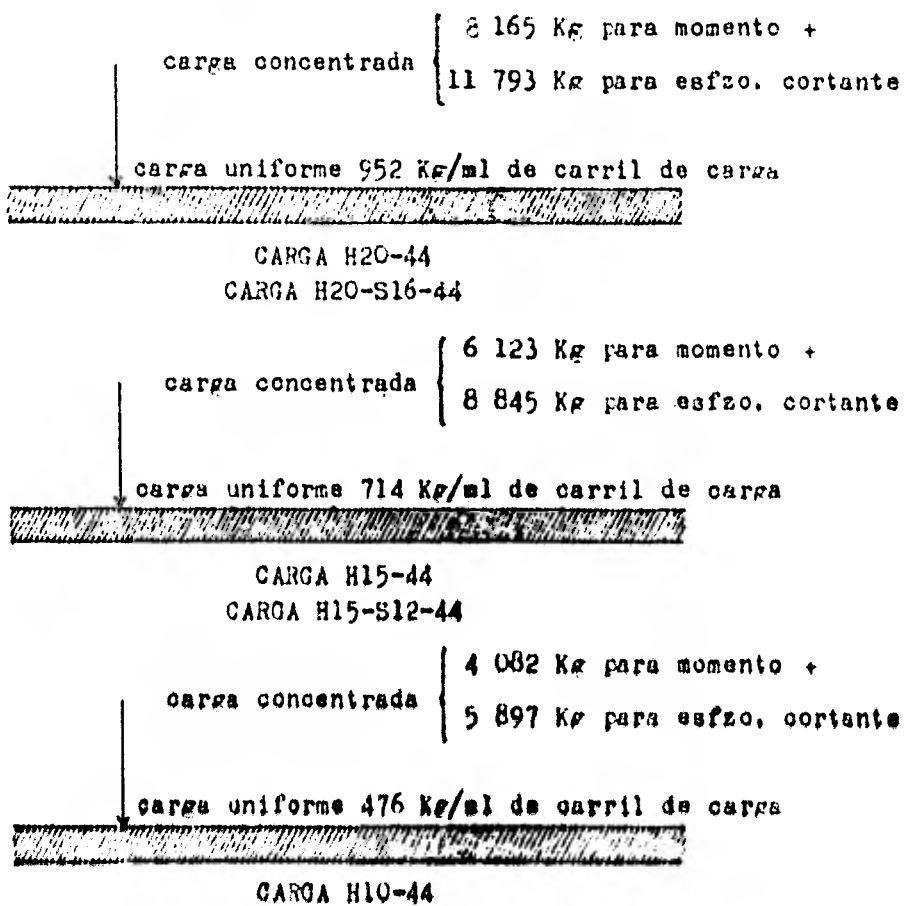 8 165 Kg para momento +
carga concentrada
11 793 Kg para esfzo. cortante
carga uniforme 952 Kg/ml de carril de carga
CARGA H20-44
CARGA H20-S16-44
6 123 Kg para momento +
carga concentrada
8 845 Kg para esfzo. cortante
carga uniforme 714 Kg/ml de carril de carga
CARGA H15-44
CARGA H15-S12-44
4 082 Kg para momento +
carga concentrada
5 897 Kg para esfzo. cortante
carga uniforme 476 Kg/ml de carril de carga
CARGA H10-44